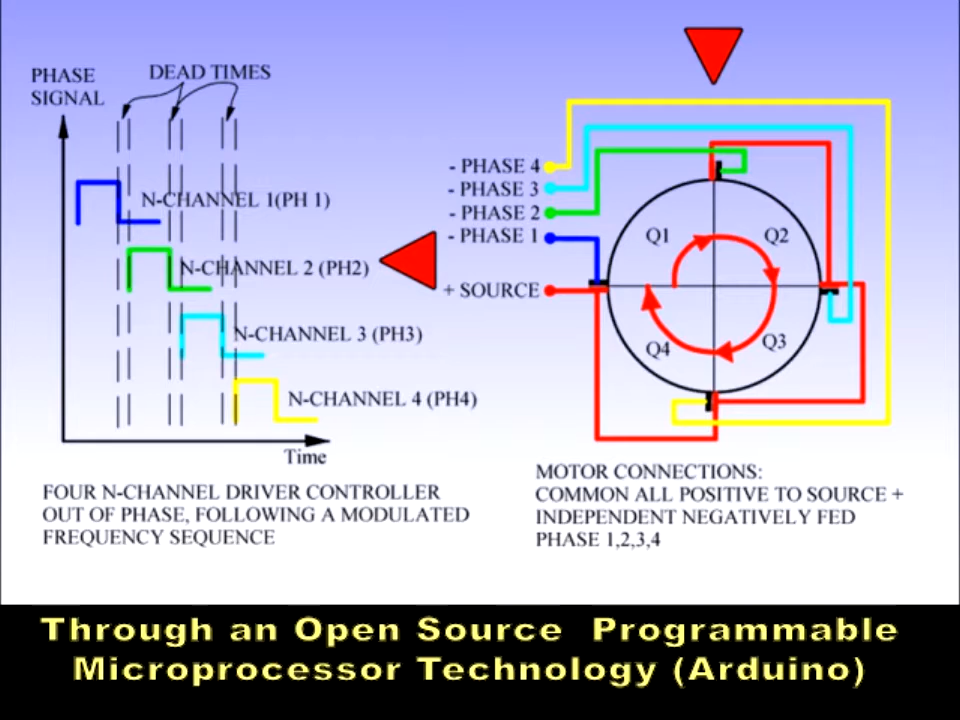 PHASE
SIGNAL
DEAD TIMES
N-CHANNEL 1(PH 1)
N-CHANNEL 2 (PH2)
N-CHANNEL 3 (PH3)
N-CHANNEL 4 (PH4)
Time
FOUR N-CHANNEL DRIVER CONTROLLER
OUT OF PHASE, FOLLOWING A MODULATED
FREQUENCY SEQUENCE
- PHASE 4
- PHASE 3
- PHASE 2
- PHASE 1
+ SOURCE
Q1
Q2
Q4
Q3
MOTOR CONNECTIONS:
COMMON ALL POSITIVE TO SOURCE +
INDEPENDENT NEGATIVELY FED
PHASE 1,2,3,4
Through an Open Source Programmable
Microprocessor Technology (Arduino)